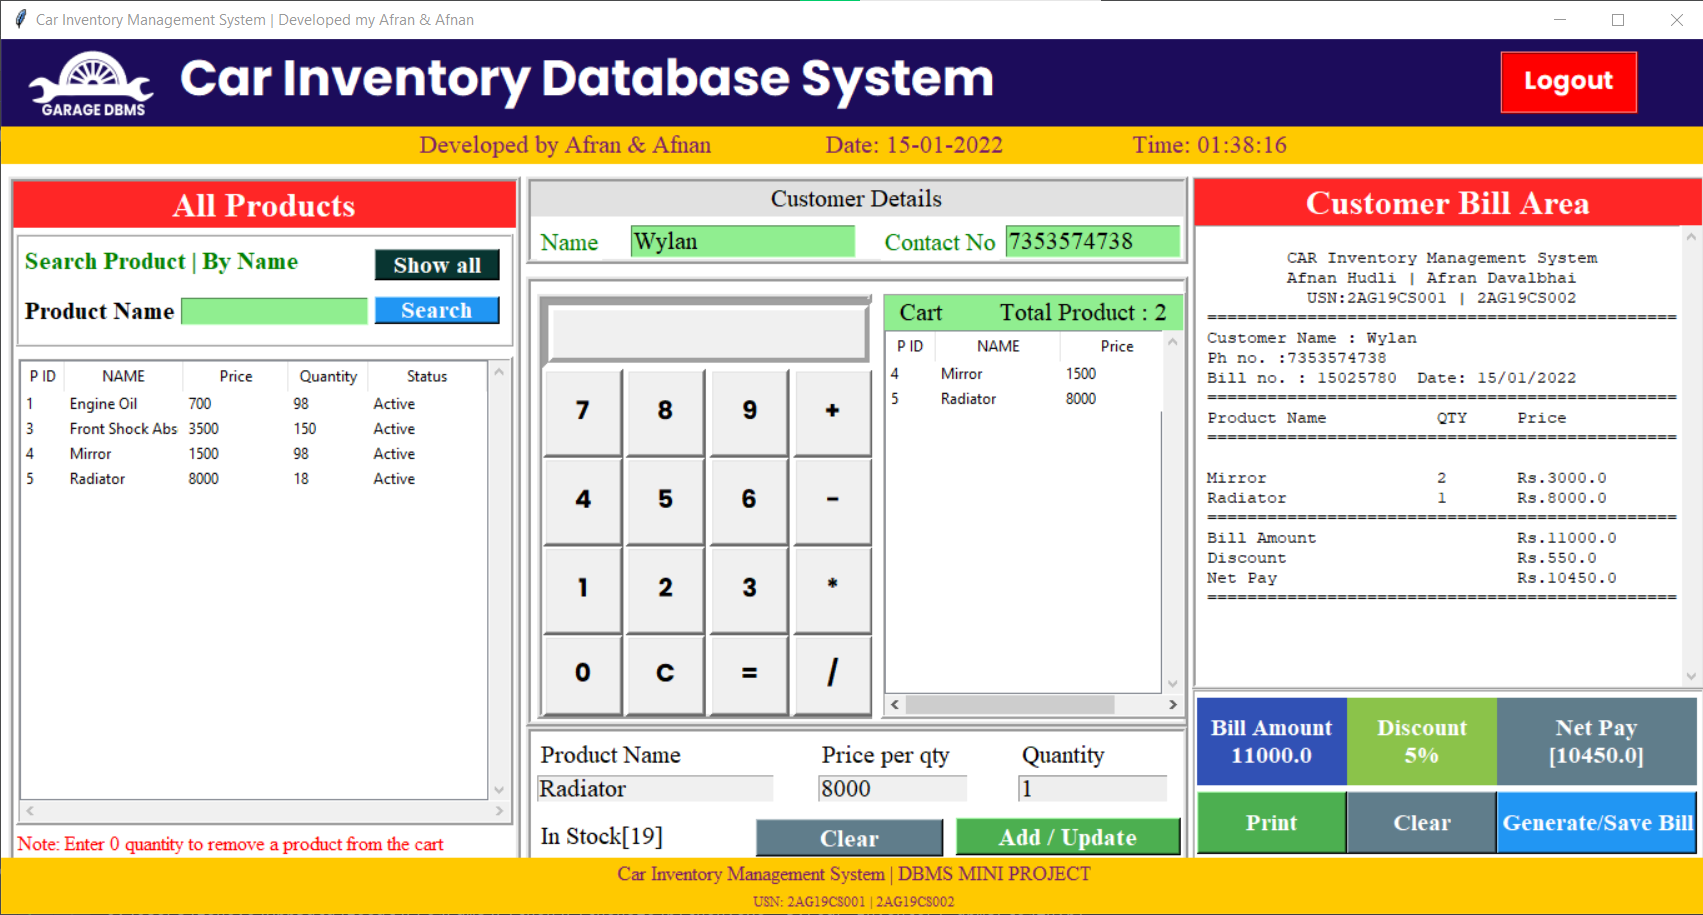 Car Inventory Management System | Developed my Afran & Afnan
GARAGE DBMS
Car Inventory Database System
Logout
Developed by Afran & Afnan Date: 15-01-2022 Time: 01:38:16
All Products
Search Product | By Name
Show all
Product Name
Search
P ID NAME Price Quantity Status
1 Engine Oil 700 98 Active
3 Front Shock Abs 3500 150 Active
4 Mirror 1500 98 Active
5 Radiator 8000 18 Active
Note: Enter 0 quantity to remove a product from the cart
Customer Details
Name Wylan Contact No 7353574738
7 8 9 +
4 5 6 -
1 2 3 *
0 C = /
Cart Total Product : 2
P ID NAME Price
4 Mirror 1500
5 Radiator 8000
Product Name Price per qty Quantity
Radiator 8000 1
In Stock[19]
Clear
Add / Update
Customer Bill Area
CAR Inventory Management System
Afnan Hudli | Afran Davalbhai
USN:2AG19CS001 | 2AG19CS002
===============================================
Customer Name : Wylan
Ph no. :7353574738
Bill no. : 15025780 Date: 15/01/2022
===============================================
Product Name QTY Price
===============================================
Mirror 2 Rs.3000.0
Radiator 1 Rs.8000.0
===============================================
Bill Amount Rs.11000.0
Discount Rs.550.0
Net Pay Rs.10450.0
===============================================
Bill Amount
11000.0
Discount
5%
Net Pay
[10450.0]
Print
Clear
Generate/Save Bill
Car Inventory Management System | DBMS MINI PROJECT
USN: 2AG19CS001 | 2AG19CS002